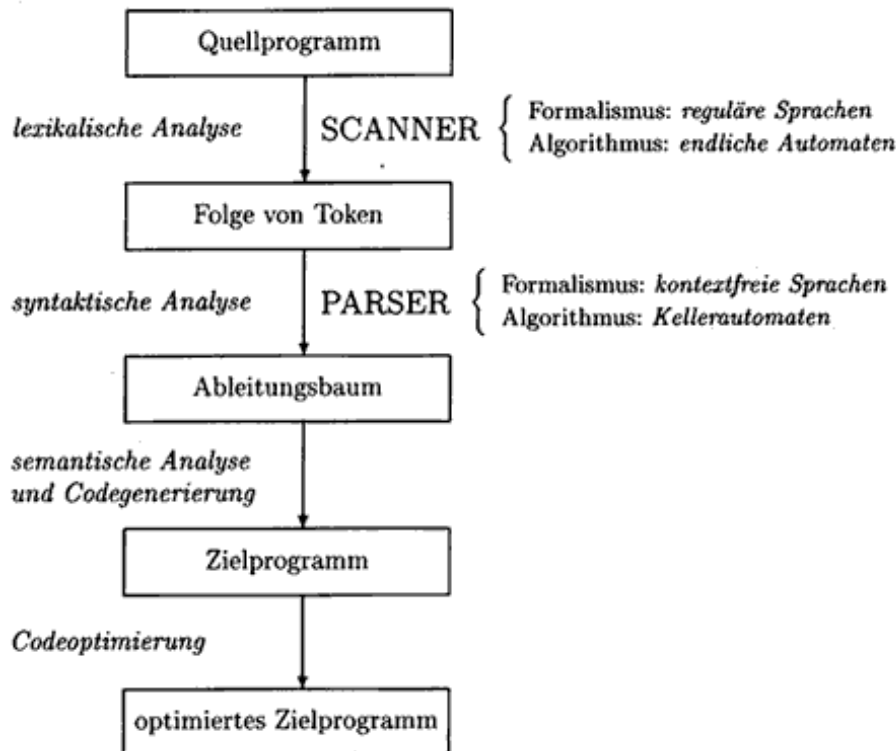 Quellprogramm
lexikalische Analyse
SCANNER
Formalismus: reguläre Sprachen
Algorithmus: endliche Automaten
Folge von Token
syntaktische Analyse
PARSER
Formalismus: kontextfreie Sprachen
Algorithmus: Kellerautomaten
Ableitungsbaum
semantische Analyse
und Codegenerierung
Zielprogramm
Codeoptimierung
optimiertes Zielprogramm